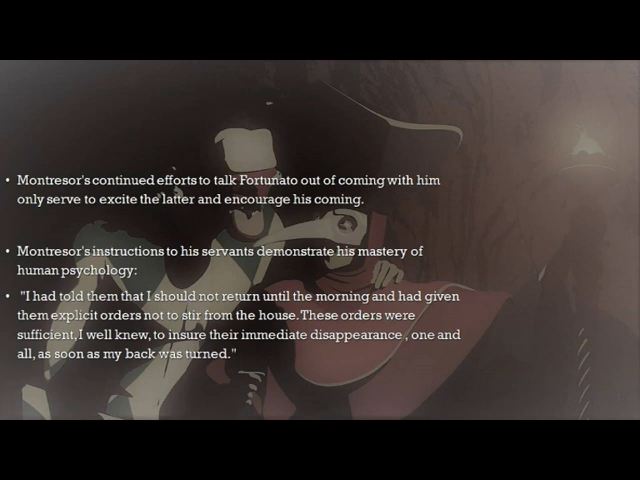 • Montresor's continued efforts to talk Fortunato out of coming with him
only serve to excite the latter and encourage his coming.
• Montresor's instructions to his servants demonstrate his mastery of
human psychology:
• "I had told them that I should not return until the morning and had given
them explicit orders not to stir from the house. These orders were
sufficient, I well knew, to insure their immediate disappearance , one and
all, as soon as my back was turned."